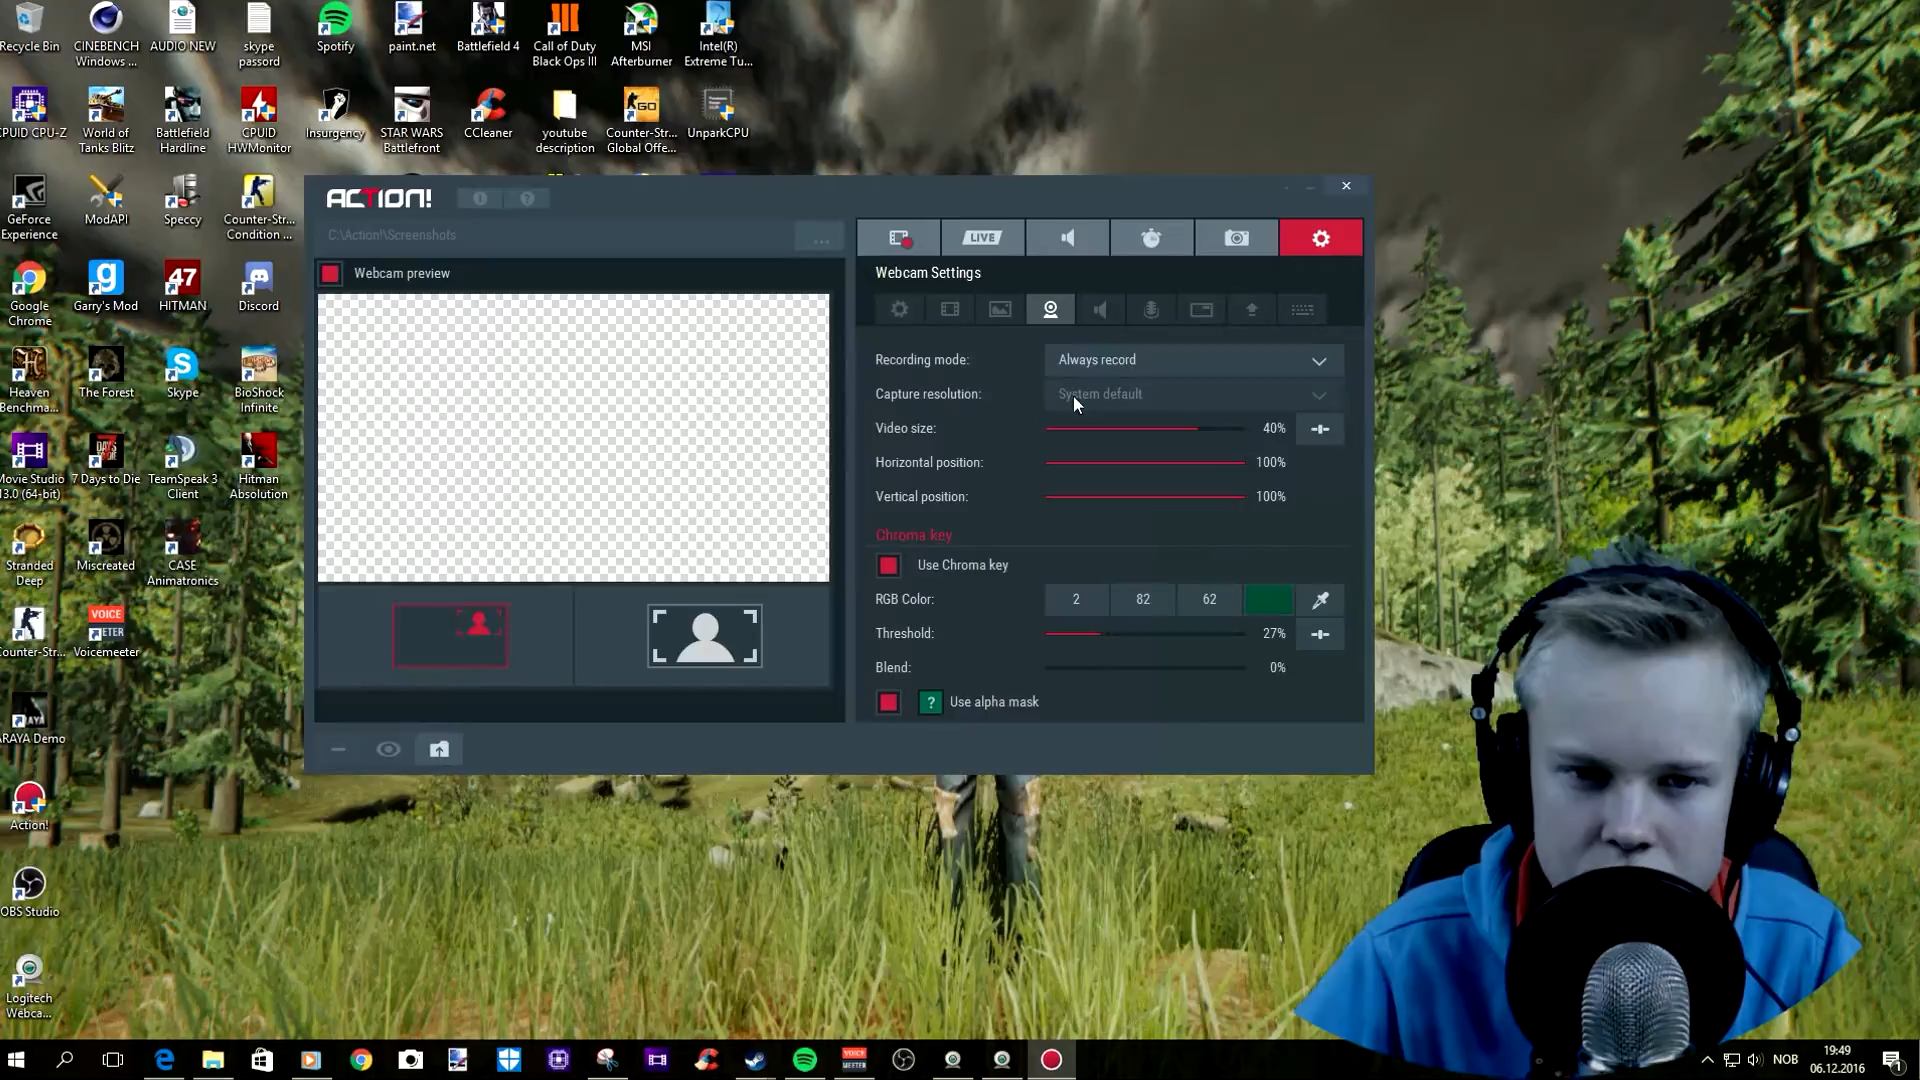 Recycle Bin
CINEBENCH
Windows ...
AUDIO NEW
skype
passord
Spotify
paint.net
Battlefield 4
Call of Duty
Black Ops III
MSI
Afterburner
Intel(R)
Extreme Tu...
CPUID CPU-Z
World of
Tanks Blitz
Battlefield
Hardline
CPUID
HWMonitor
Insurgency
STAR WARS
Battlefront
CCleaner
youtube
description
GO
Counter-Str...
Global Offe...
UnparkCPU
GeForce
Experience
ModAPI
Speccy
Counter-Str...
Condition ...
Google
Chrome
Garry's Mod
47
HITMAN
Discord
Heaven
Benchma...
The Forest
Skype
BioShock
Infinite
Movie Studio
13.0 (64-bit)
7 Days to Die
TeamSpeak 3
Client
Hitman
Absolution
Stranded
Deep
Miscreated
CASE
Animatronics
Counter-Str...
VOICE
MEETER
Voicemeeter
ARAYA Demo
Action!
OBS Studio
Logitech
Webca...
ACTION!
C:\Action!\Screenshots
...
Webcam preview
LIVE
Webcam Settings
Recording mode:
Always record
Capture resolution:
System default
Video size:
40%
Horizontal position:
100%
Vertical position:
100%
Chroma key
Use Chroma key
RGB Color:
2
82
62
Threshold:
27%
Blend:
0%
?
Use alpha mask
VOICE
MEETER
NOB
19:49
06.12.2016
1